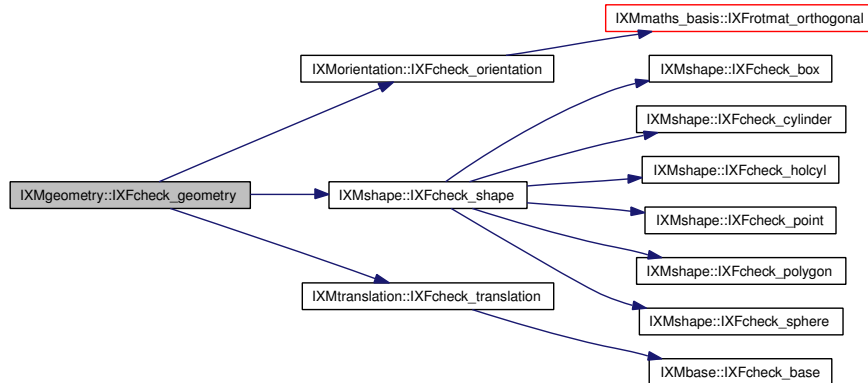 IXMmaths_basis::IXFrotmat_orthogonal
IXMorientation::IXFcheck_orientation
IXMshape::IXFcheck_box
IXMshape::IXFcheck_cylinder
IXMshape::IXFcheck_holcyl
IXMgeometry::IXFcheck_geometry
IXMshape::IXFcheck_shape
IXMshape::IXFcheck_point
IXMshape::IXFcheck_polygon
IXMtranslation::IXFcheck_translation
IXMshape::IXFcheck_sphere
IXMbase::IXFcheck_base